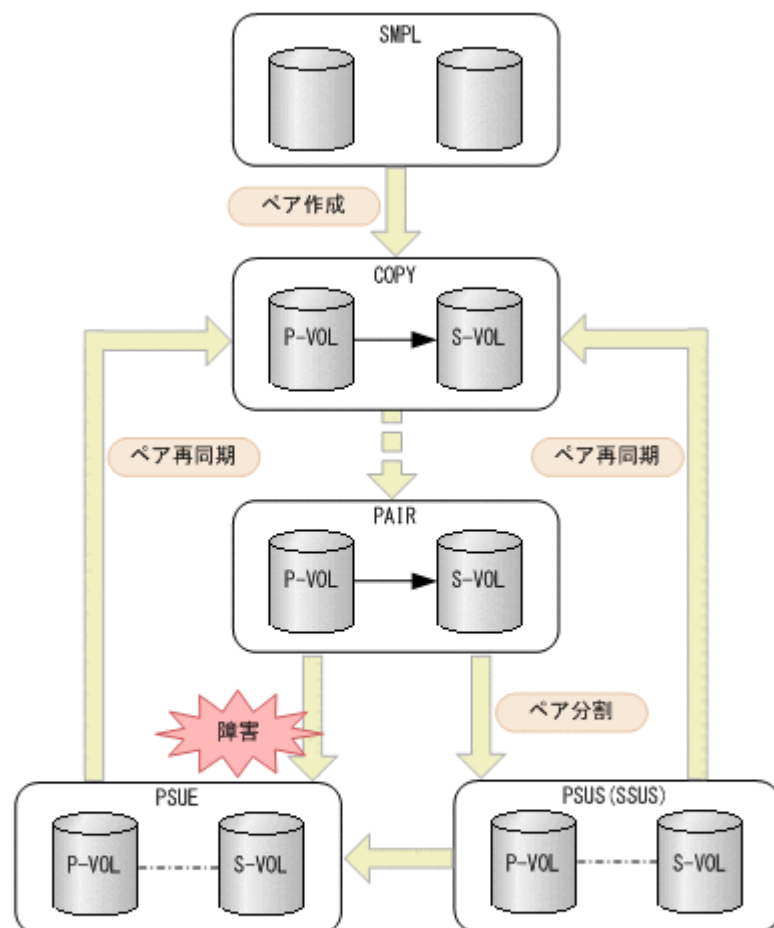 SMPL
ペア作成
COPY
P-VOL
S-VOL
ペア再同期
ペア再同期
PAIR
P-VOL
S-VOL
障害
ペア分割
PSUE
P-VOL
S-VOL
PSUS(SSUS)
P-VOL
S-VOL